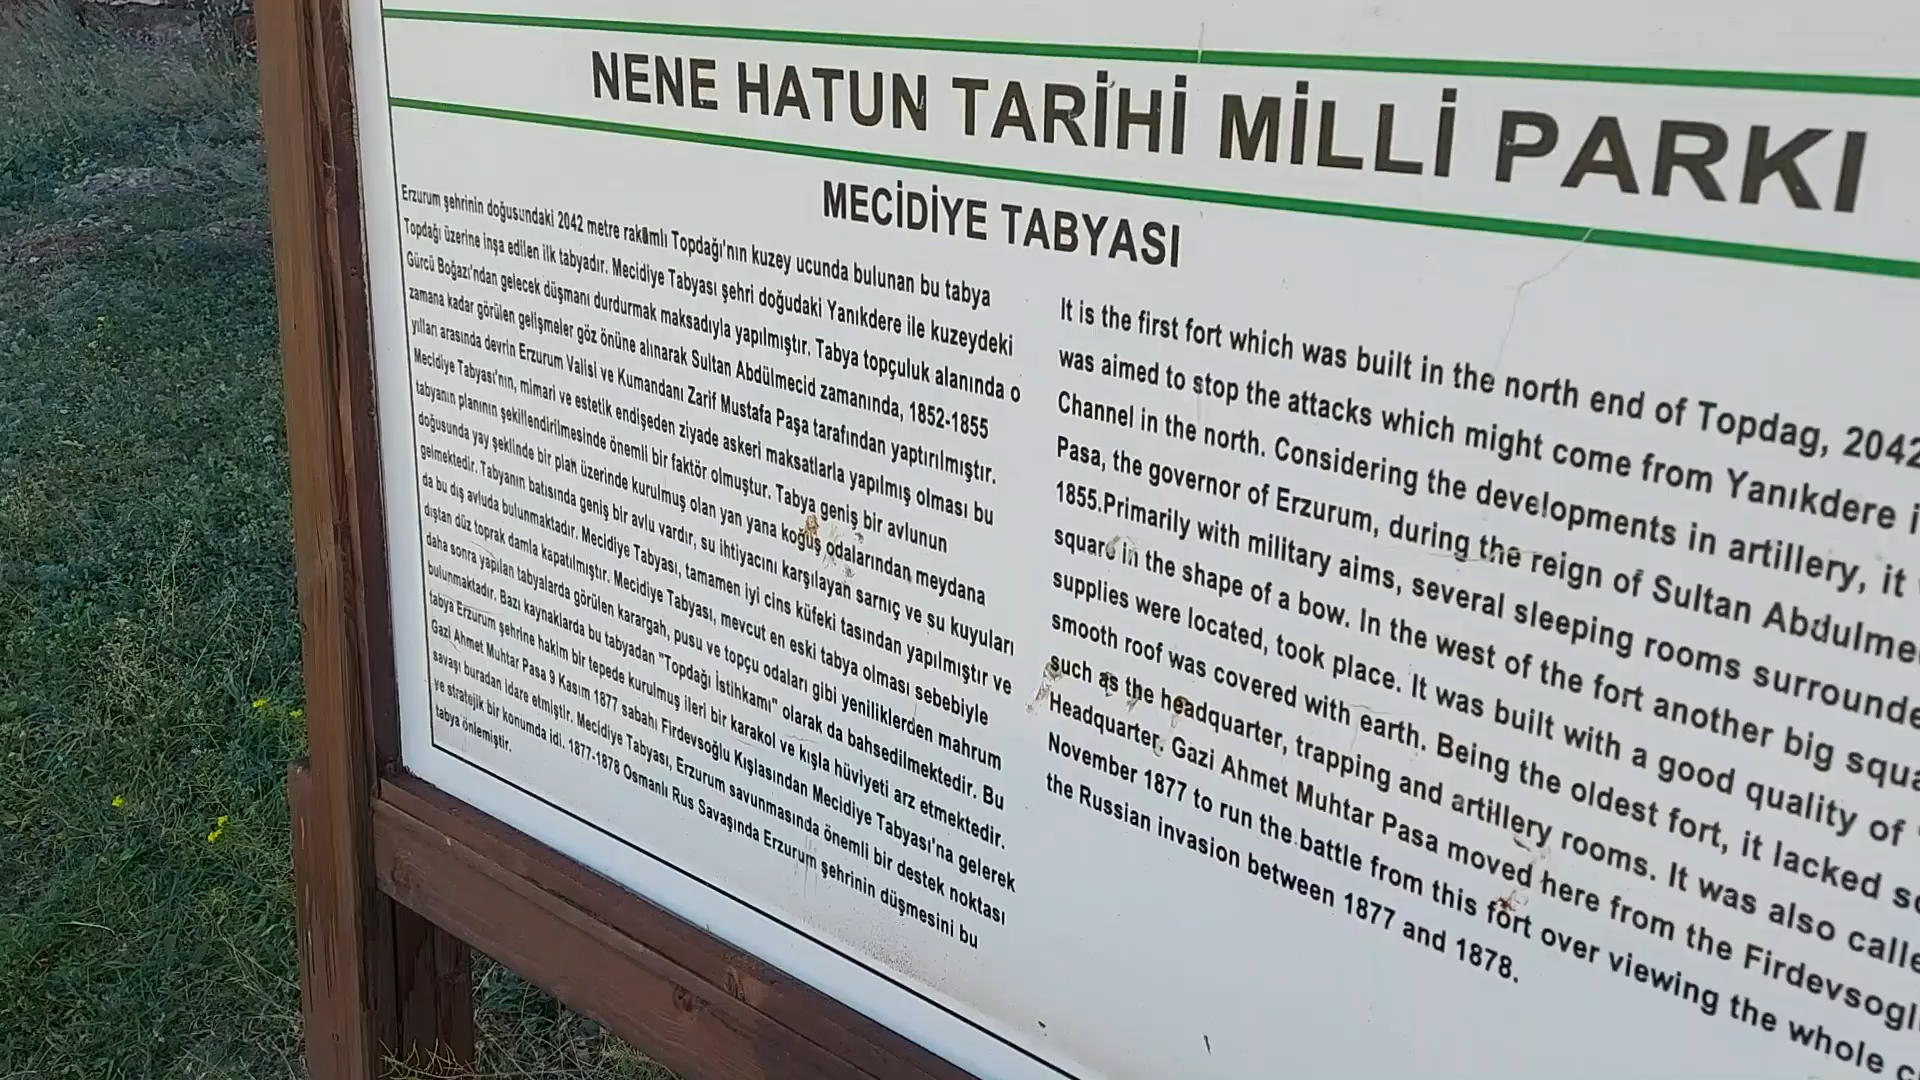 NENE HATUN TARİHİ MİLLİ PARKI
MECİDİYE TABYASI
Erzurum şehrinin doğusundaki 2042 metre rakımlı Topdağı'nın kuzey ucunda bulunan bu tabya
Topdağı üzerine inşa edilen ilk tabyadır. Mecidiye Tabyası şehri doğudaki Yanıkdere ile kuzeydeki
Gürcü Boğazı'ndan gelecek düşmanı durdurmak maksadıyla yapılmıştır. Tabya topçuluk alanında o
zamana kadar görülen gelişmeler göz önüne alınarak Sultan Abdülmecid zamanında, 1852-1855
yılları arasında devrin Erzurum Valisi ve Kumandanı Zarif Mustafa Paşa tarafından yaptırılmıştır.
Mecidiye Tabyası'nın, mimari ve estetik endişeden ziyade askeri maksatlarla yapılmış olması bu
tabyanın planının şekillendirilmesinde önemli bir faktör olmuştur. Tabya geniş bir avlunun
doğusunda yay şeklinde bir plan üzerinde kurulmuş olan yan yana koğuş odalarından meydana
gelmektedir. Tabyanın batısında geniş bir avlu vardır, su ihtiyacını karşılayan sarnıç ve su kuyuları
da bu dış avluda bulunmaktadır. Mecidiye Tabyası, tamamen iyi cins küfeki tasından yapılmıştır ve
dıştan düz toprak damla kapatılmıştır. Mecidiye Tabyası, mevcut en eski tabya olması sebebiyle
daha sonra yapılan tabyalarda görülen karargah, pusu ve topçu odaları gibi yeniliklerden mahrum
bulunmaktadır. Bazı kaynaklarda bu tabyadan "Topdağı İstihkamı" olarak da bahsedilmektedir. Bu
tabya Erzurum şehrine hakim bir tepede kurulmuş ileri bir karakol ve kışla hüviyeti arz etmektedir.
Gazi Ahmet Muhtar Pasa 9 Kasım 1877 sabahı Firdevsoğlu Kışlasından Mecidiye Tabyası'na gelerek
savaşı buradan idare etmiştir. Mecidiye Tabyası, Erzurum savunmasında önemli bir destek noktası
ve stratejik bir konumda idi. 1877-1878 Osmanlı Rus Savaşında Erzurum şehrinin düşmesini bu
tabya önlemiştir.
It is the first fort which was built in the north end of Topdag, 2042
was aimed to stop the attacks which might come from Yanıkdere
Channel in the north. Considering the developments in artillery, it
Pasa, the governor of Erzurum, during the reign of Sultan Abdulme
1855.Primarily with military aims, several sleeping rooms surrounde
square in the shape of a bow. In the west of the fort another big squa
supplies were located, took place. It was built with a good quality of
smooth roof was covered with earth. Being the oldest fort, it lacked
such as the headquarter, trapping and artillery rooms. It was also calle
Headquarter, Gazi Ahmet Muhtar Pasa moved here from the Firdevsogl
November 1877 to run the battle from this fort over viewing the whole
the Russian invasion between 1877 and 1878.